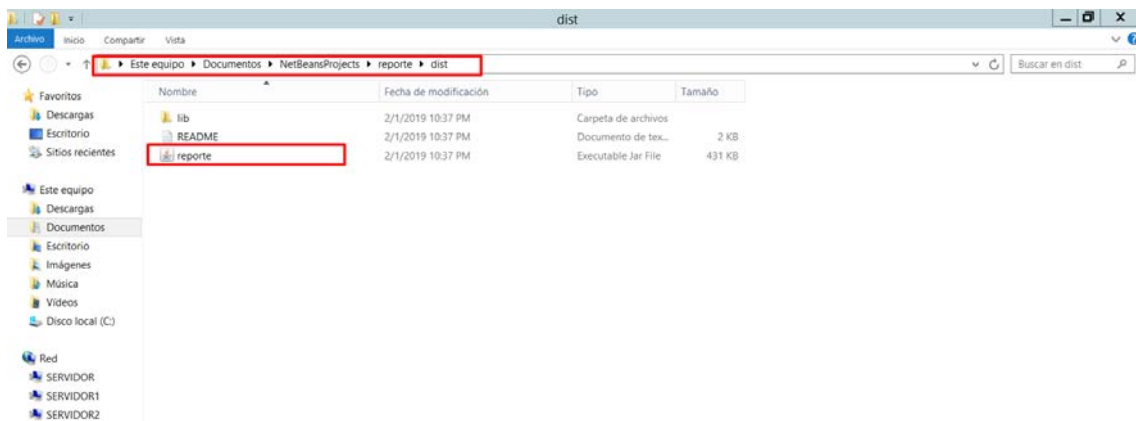 dist
Archivo Inicio Compartir Vista
Este equipo Documentos NetBeansProjects reporte dist Buscar en dist
Favoritos
Descargas
Escritorio
Sitios recientes
Este equipo
Descargas
Documentos
Escritorio
Imágenes
Música
Vídeos
Disco local (C:)
Red
SERVIDOR
SERVIDOR1
SERVIDOR2
Nombre Fecha de modificación Tipo Tamaño
lib 2/1/2019 10:37 PM Carpeta de archivos
README 2/1/2019 10:37 PM Documento de tex... 2 KB
reporte 2/1/2019 10:37 PM Executable Jar File 431 KB